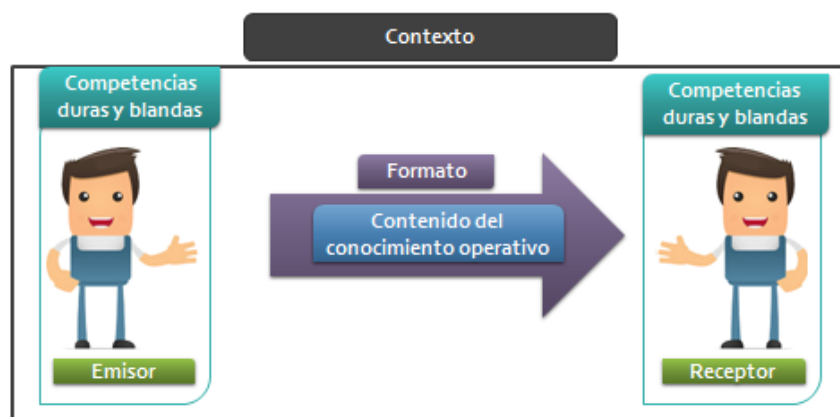 Contexto
Competencias
duras y blandas
Competencias
duras y blandas
Formato
Contenido del
conocimiento operativo
Emisor
Receptor